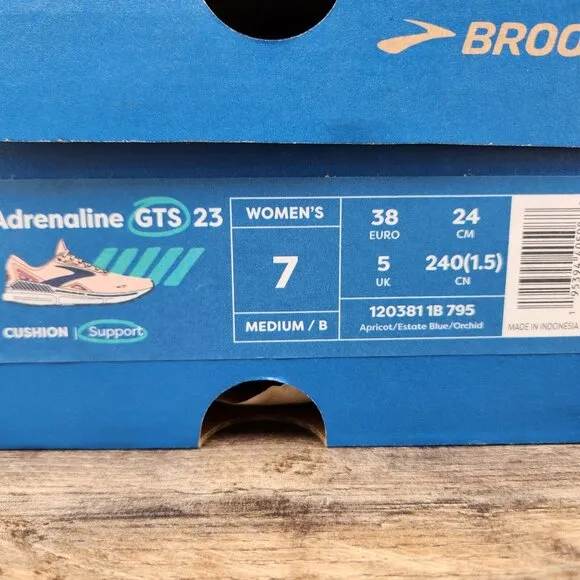 BROO
Adrenaline GTS 23
CUSHION | Support
WOMEN'S
7
MEDIUM / B
38 24
EURO CM
5 240(1.5)
UK CN
120381 1B 795
Apricot/Estate Blue/Orchid
MADE IN INDONESIA